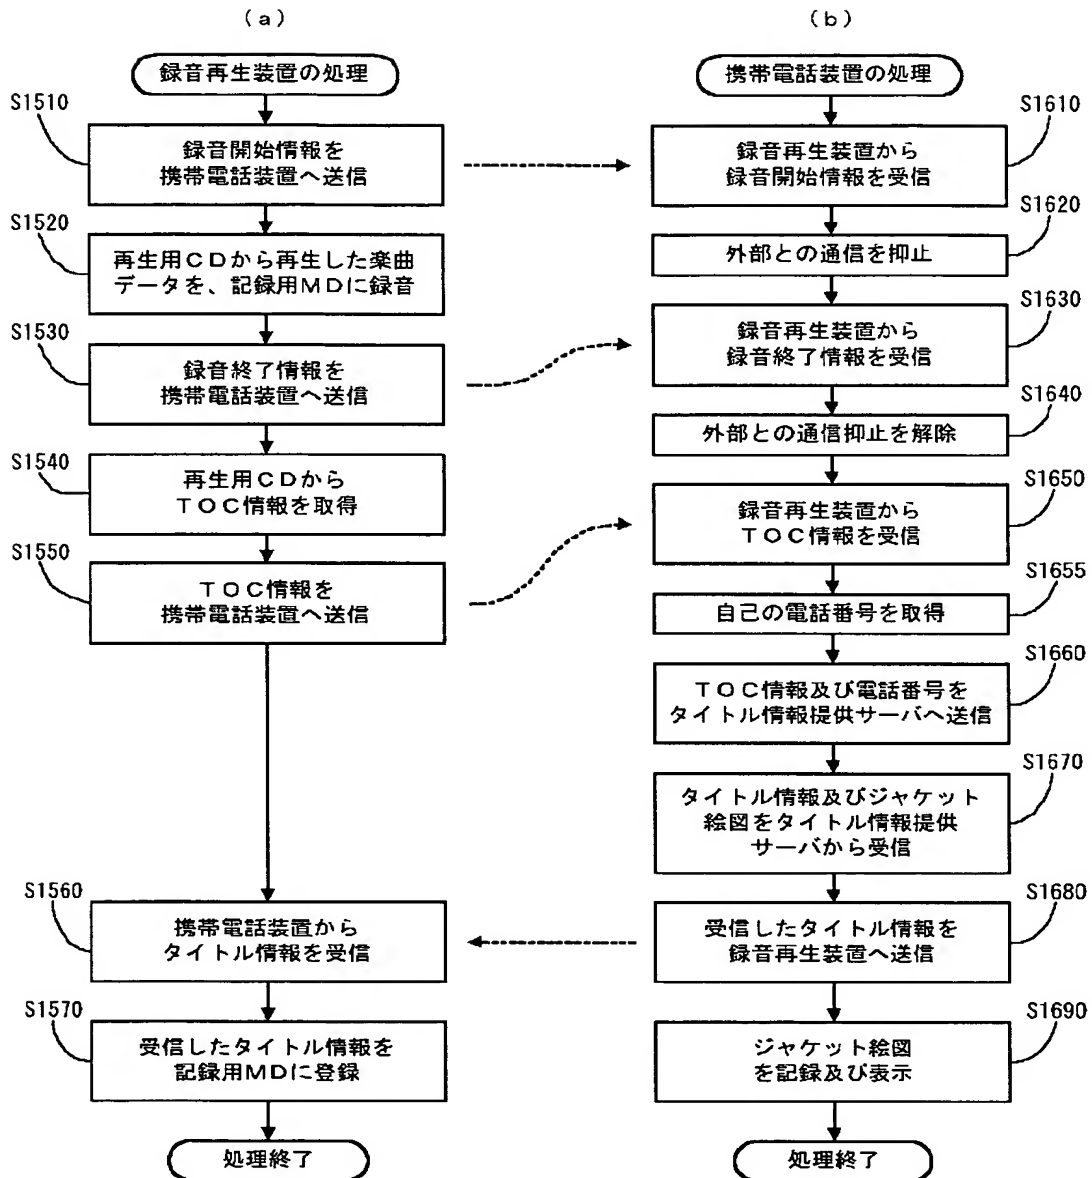 (a)
録音再生装置の処理
S1510
録音開始情報を
携帯電話装置へ送信
S1520
再生用CDから再生した楽曲
データを、記録用MDに録音
S1530
録音終了情報を
携帯電話装置へ送信
S1540
再生用CDから
TOC情報を取得
S1550
TOC情報を
携帯電話装置へ送信
S1560
携帯電話装置から
タイトル情報を受信
S1570
受信したタイトル情報を
記録用MDに登録
処理終了
(b)
携帯電話装置の処理
S1610
録音再生装置から
録音開始情報を受信
S1620
外部との通信を抑止
S1630
録音再生装置から
録音終了情報を受信
S1640
外部との通信抑止を解除
S1650
録音再生装置から
TOC情報を受信
S1655
自己の電話番号を取得
S1660
TOC情報及び電話番号を
タイトル情報提供サーバへ送信
S1670
タイトル情報及びジャケット
絵図をタイトル情報提供
サーバから受信
S1680
受信したタイトル情報を
録音再生装置へ送信
S1690
ジャケット絵図
を記録及び表示
処理終了